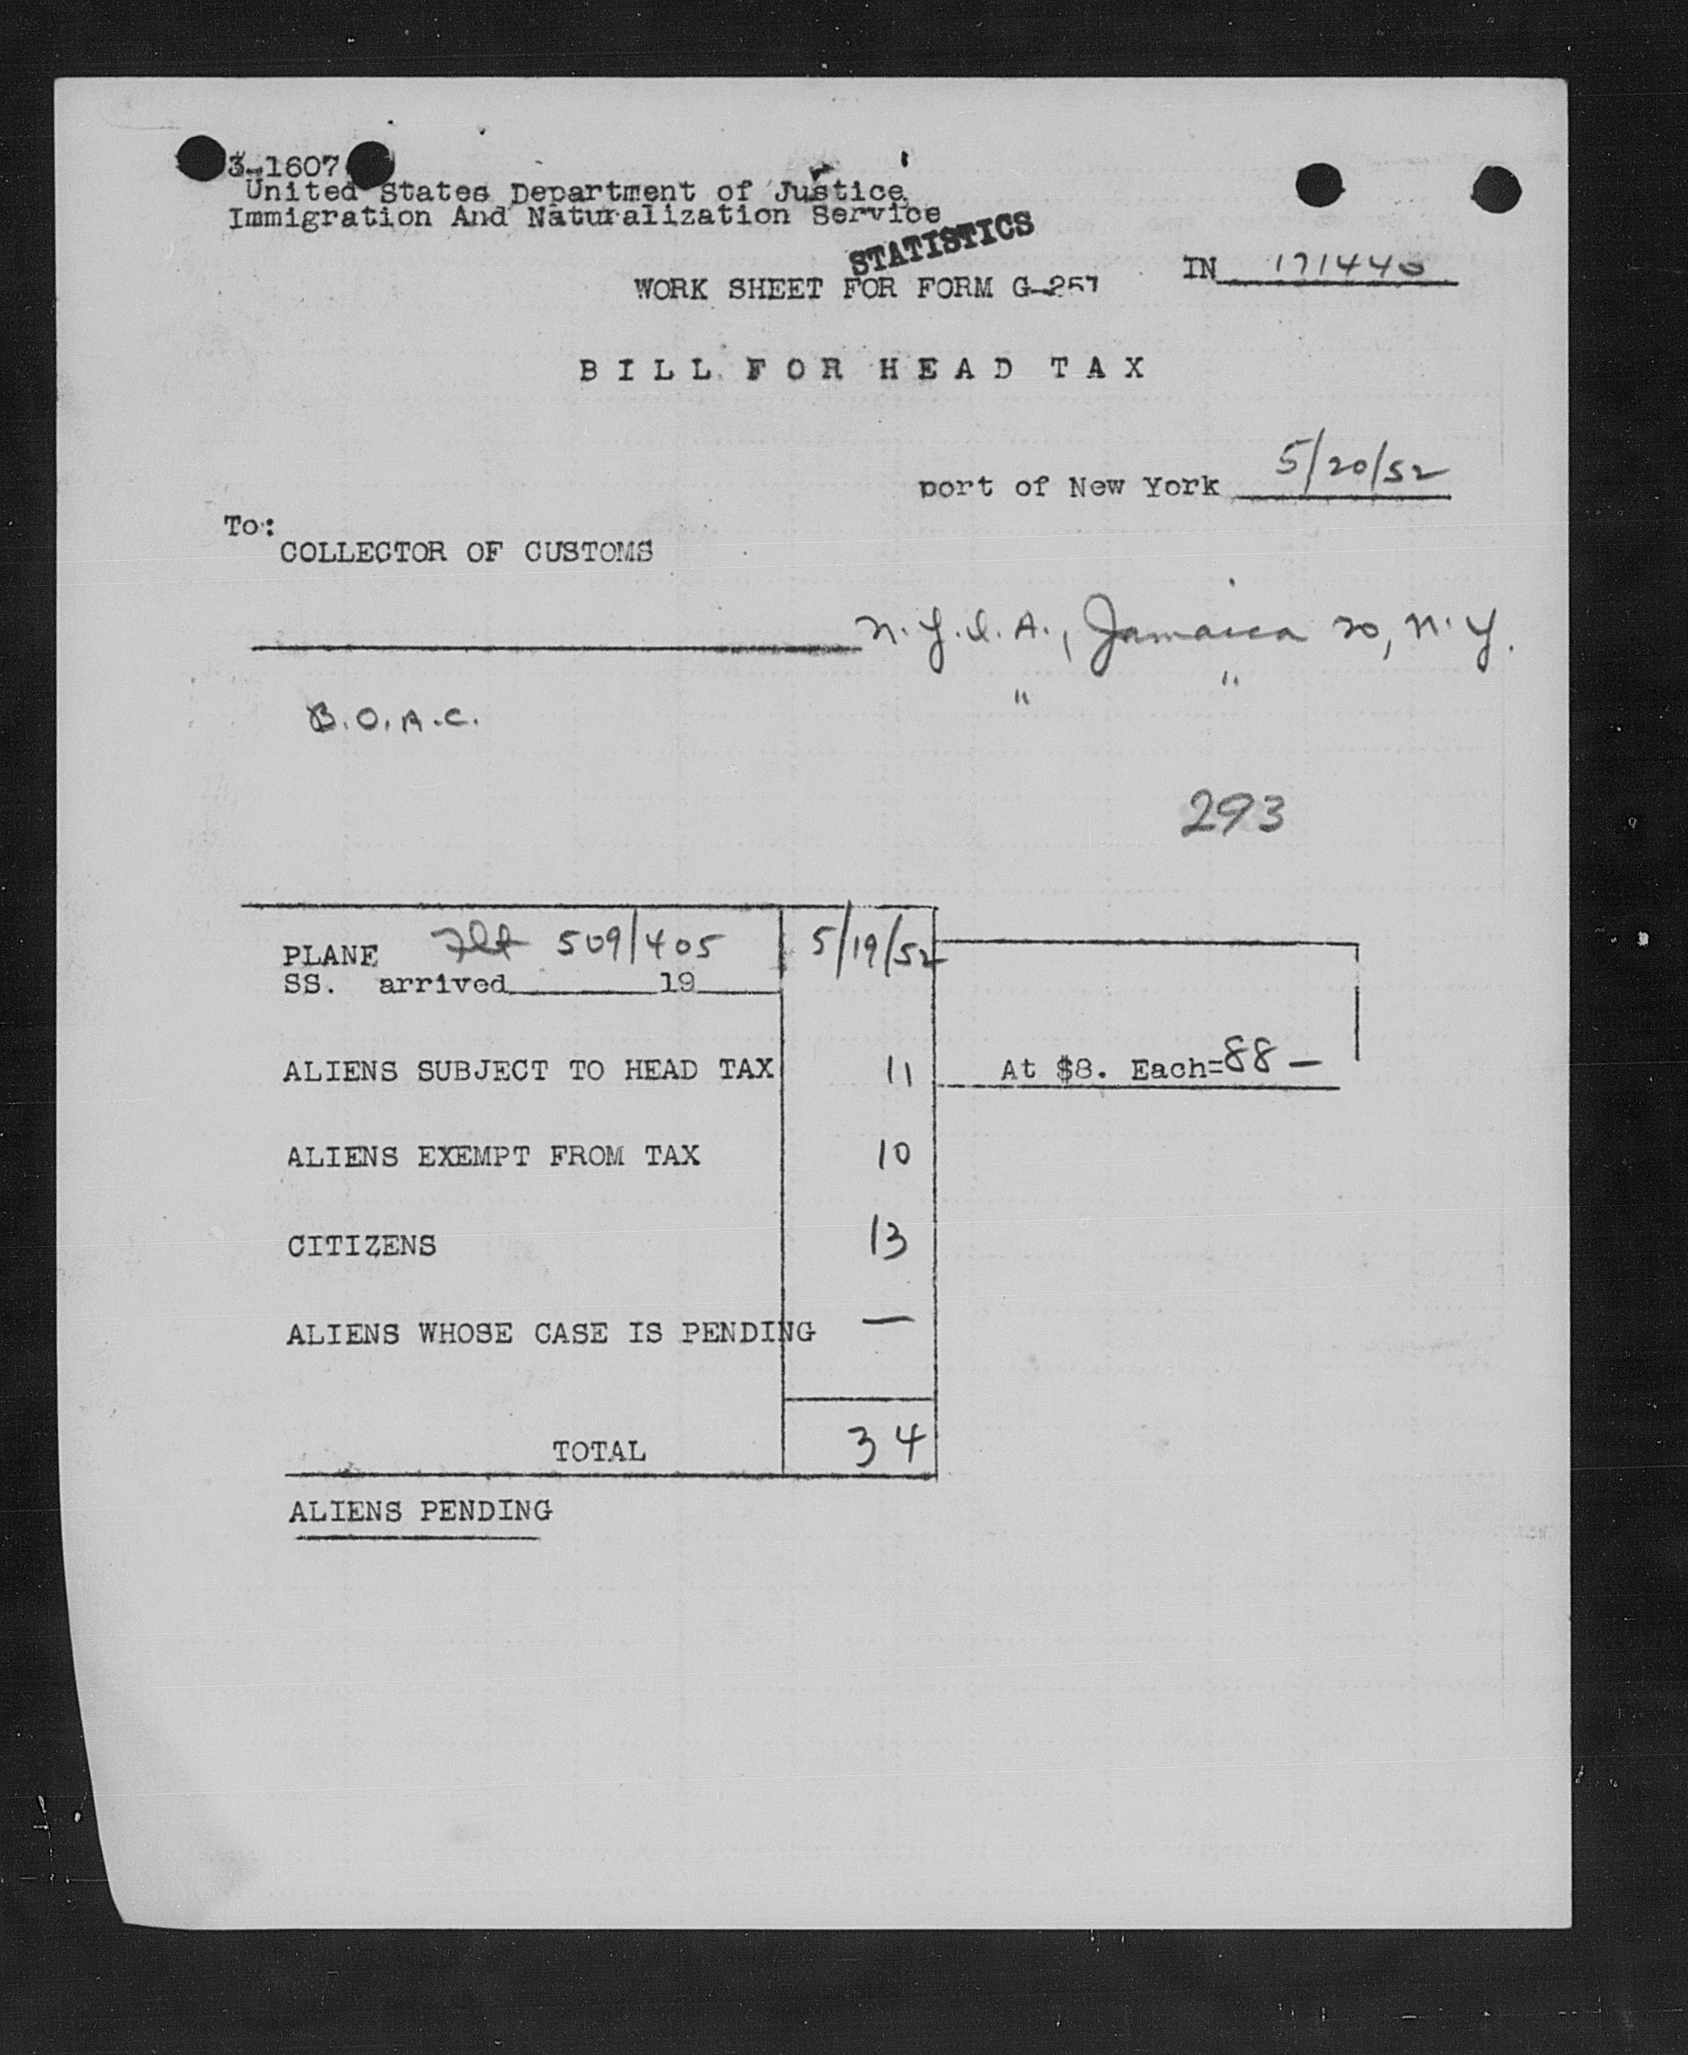 3-1607
United States Department of Justice
Immigration And Naturalization Service
STATISTICS
WORK SHEET FOR FORM G-257
IN 171440
BILL FOR HEAD TAX
port of New York 5/20/52
To:
COLLECTOR OF CUSTOMS
N.Y.I.A., Jamaica 20, N.Y.
" "
B.O.A.C.
293
PLANE Flt 509/405 5/19/52
SS. arrived 19
ALIENS SUBJECT TO HEAD TAX 11 At $8. Each=88 —
ALIENS EXEMPT FROM TAX 10
CITIZENS 13
ALIENS WHOSE CASE IS PENDING —
TOTAL 34
ALIENS PENDING